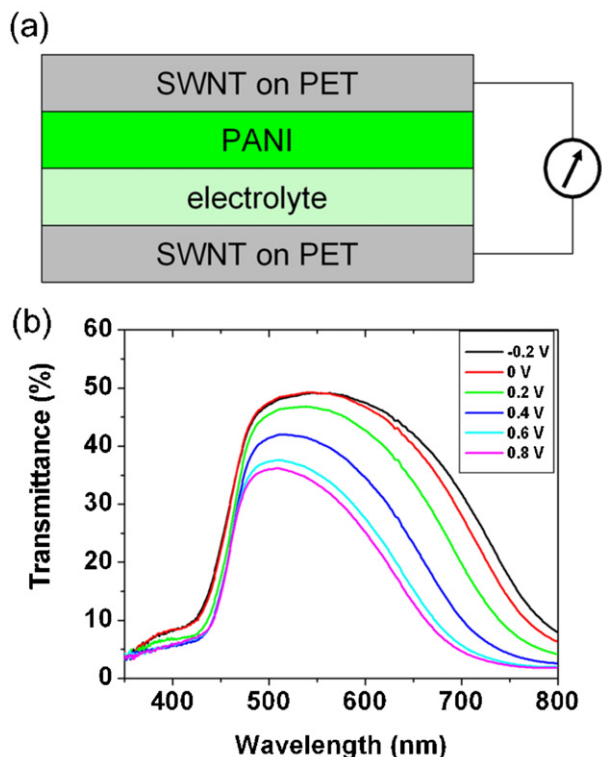 (a)
SWNT on PET
PANI
electrolyte
SWNT on PET
(b)
60
50
40
30
20
10
0
Transmittance (%)
-0.2 V
0 V
0.2 V
0.4 V
0.6 V
0.8 V
400 500 600 700 800
Wavelength (nm)